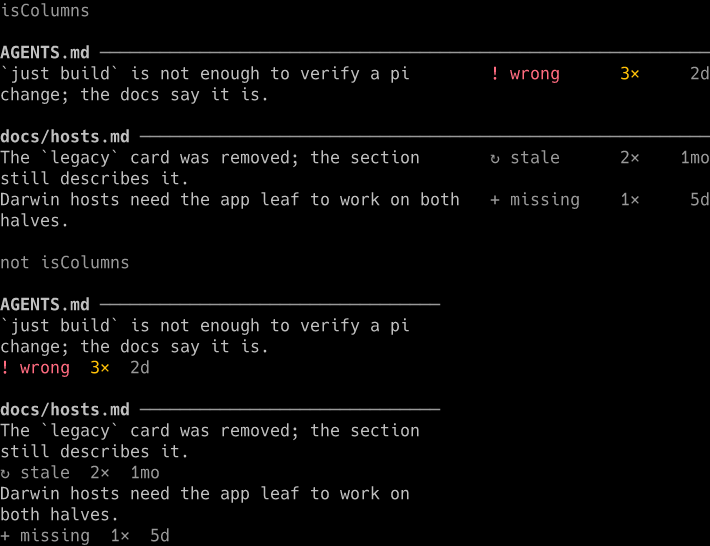 isColumns
AGENTS.md
`just build` is not enough to verify a pi ! wrong 3× 2d
change; the docs say it is.
docs/hosts.md
The `legacy` card was removed; the section ↻ stale 2× 1mo
still describes it.
Darwin hosts need the app leaf to work on both + missing 1× 5d
halves.
not isColumns
AGENTS.md
`just build` is not enough to verify a pi
change; the docs say it is.
! wrong 3× 2d
docs/hosts.md
The `legacy` card was removed; the section
still describes it.
↻ stale 2× 1mo
Darwin hosts need the app leaf to work on
both halves.
+ missing 1× 5d